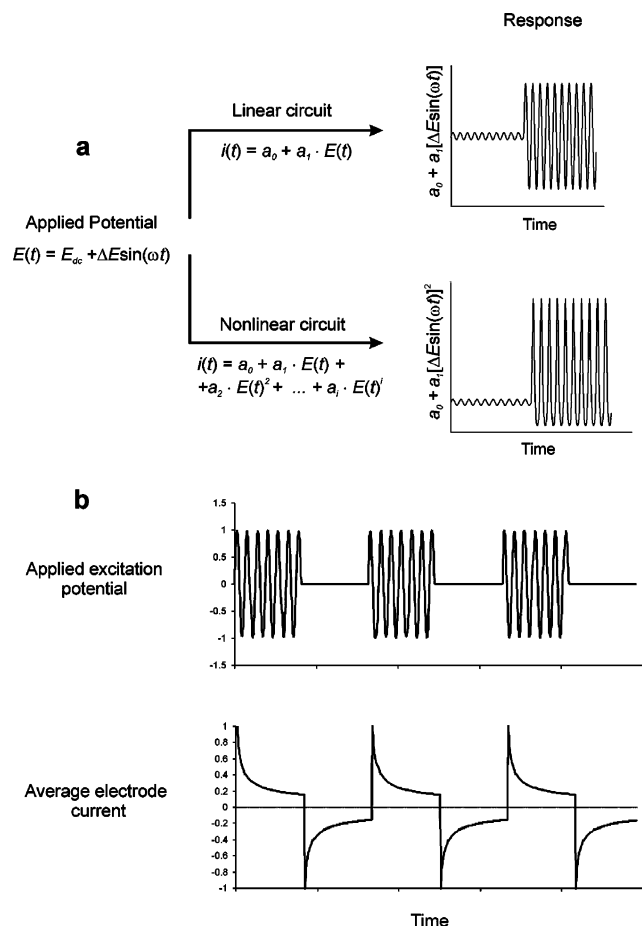 Response
a
Linear circuit
i(t) = a₀ + a₁ · E(t)
a₀ + a₁[ΔEsin(ωt)]
Time
Applied Potential
E(t) = E_dc +ΔEsin(ωt)
Nonlinear circuit
i(t) = a₀ + a₁ · E(t) +
+a₂ · E(t)² + ... + aᵢ · E(t)ⁱ
a₀ + a₁[ΔEsin(ωt)]²
Time
b
Applied excitation
potential
1.5
1
0.5
0
-0.5
-1
-1.5
Average electrode
current
1
0.8
0.6
0.4
0.2
0
-0.2
-0.4
-0.6
-0.8
-1
Time